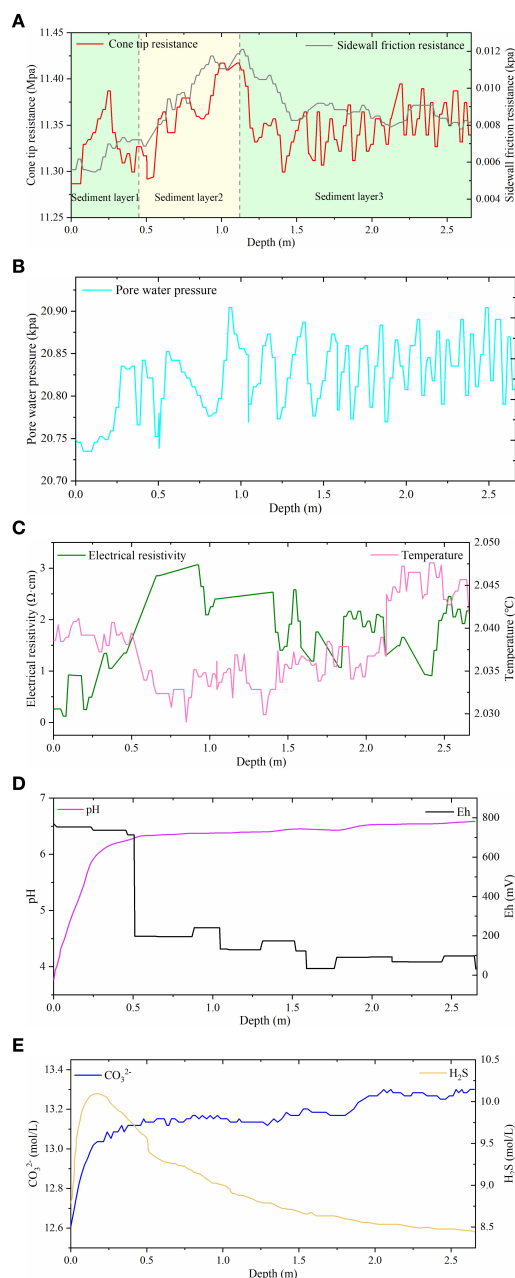 A
11.45
11.40
11.35
11.30
11.25
Cone tip resistance (Mpa)
Cone tip resistance
Sidewall friction resistance
0.012
0.010
0.008
0.006
0.004
Sidewall friction resistance (kpa)
Sediment layer1
Sediment layer2
Sediment layer3
0.0 0.5 1.0 1.5 2.0 2.5
Depth (m)
B
20.90
20.85
20.80
20.75
20.70
Pore water pressure (kpa)
Pore water pressure
0.0 0.5 1.0 1.5 2.0 2.5
Depth (m)
C
3
2
1
0
Electrical resistivity (Ω·cm)
Electrical resistivity
Temperature
2.050
2.045
2.040
2.035
2.030
Temperature (℃)
0.0 0.5 1.0 1.5 2.0 2.5
Depth (m)
D
7
6
5
4
pH
pH
Eh
800
600
400
200
0
Eh (mV)
0.0 0.5 1.0 1.5 2.0 2.5
Depth (m)
E
13.4
13.2
13.0
12.8
12.6
CO₃²⁻ (mol/L)
CO₃²⁻
H₂S
10.5
10.0
9.5
9.0
8.5
H₂S (mol/L)
0.0 0.5 1.0 1.5 2.0 2.5
Depth (m)